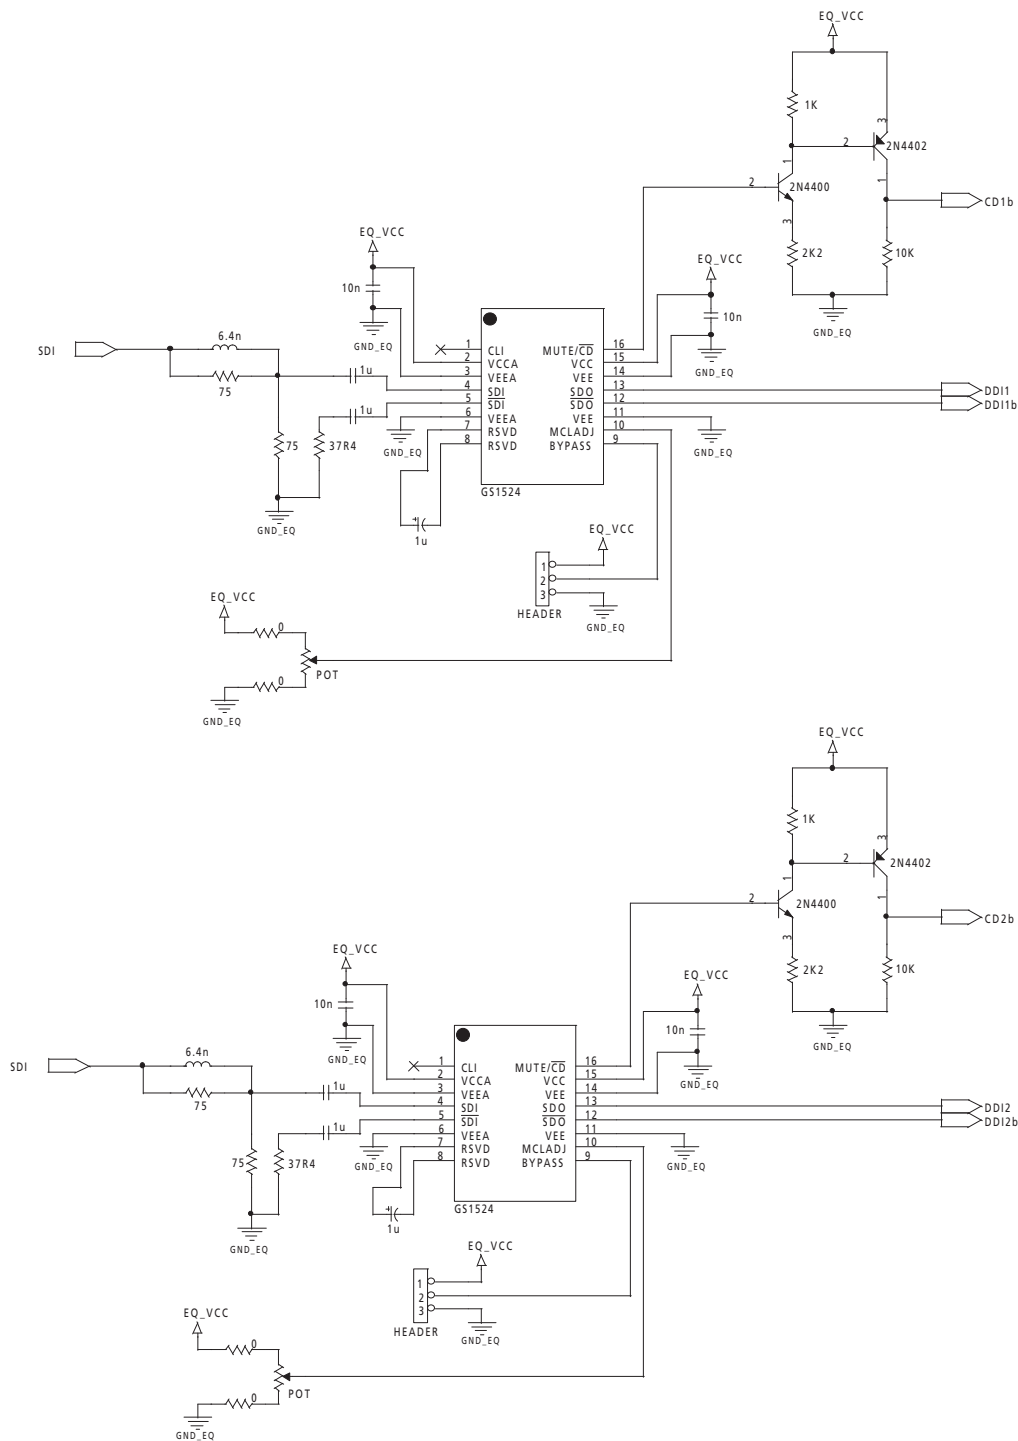 EQ_VCC
1K
3
2
2N4402
1
2
2N4400
1
CD1b
3
2K2
10K
GND_EQ
EQ_VCC
10n
GND_EQ
EQ_VCC
10n
GND_EQ
SDI
6.4n
75
1u
1u
75
37R4
GND_EQ
1 CLI
2 VCCA
3 VEEA
4 SDI
5 SDI
6 VEEA
7 RSVD
8 RSVD
MUTE/CD 16
VCC 15
VEE 14
SDO 13
SDO 12
VEE 11
MCLADJ 10
BYPASS 9
GS1524
GND_EQ
GND_EQ
DDI1
DDI1b
+
1u
EQ_VCC
1
2
3
HEADER
GND_EQ
EQ_VCC
0
POT
0
GND_EQ
EQ_VCC
1K
3
2
2N4402
1
2
2N4400
1
CD2b
3
2K2
10K
GND_EQ
EQ_VCC
10n
GND_EQ
EQ_VCC
10n
GND_EQ
SDI
6.4n
75
1u
1u
75
37R4
GND_EQ
1 CLI
2 VCCA
3 VEEA
4 SDI
5 SDI
6 VEEA
7 RSVD
8 RSVD
MUTE/CD 16
VCC 15
VEE 14
SDO 13
SDO 12
VEE 11
MCLADJ 10
BYPASS 9
GS1524
GND_EQ
GND_EQ
DDI2
DDI2b
+
1u
EQ_VCC
1
2
3
HEADER
GND_EQ
EQ_VCC
0
POT
0
GND_EQ